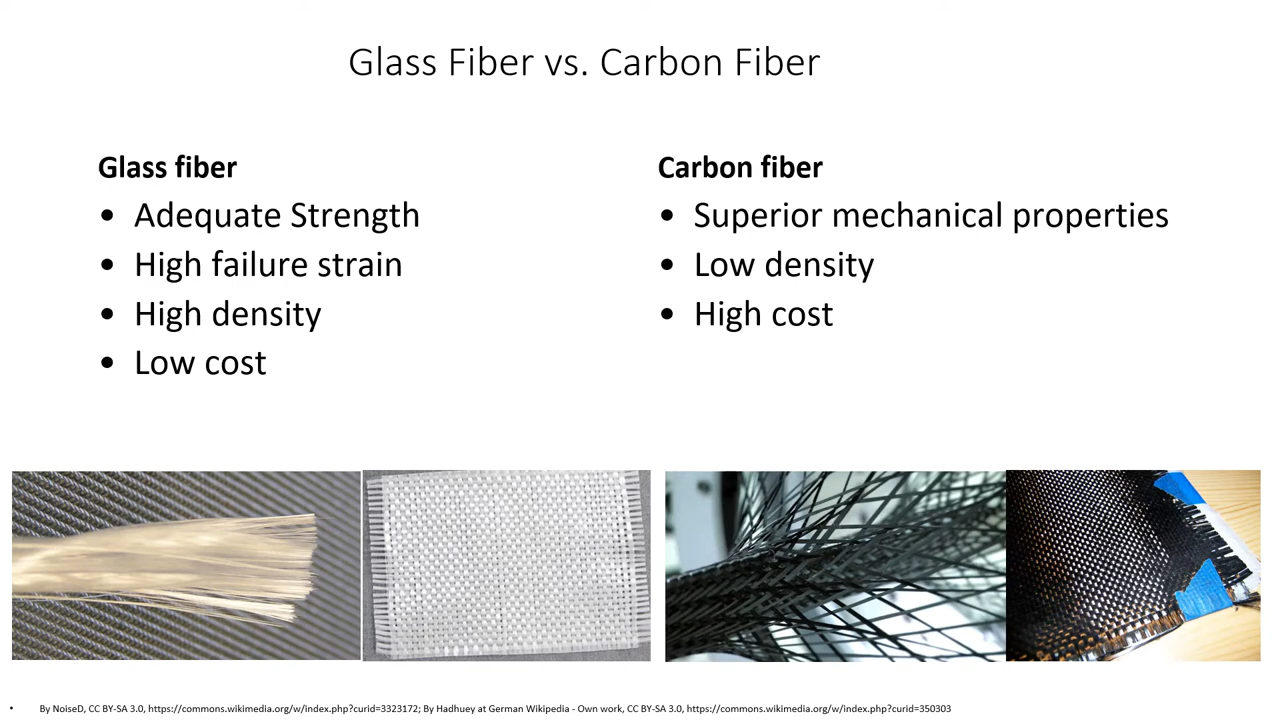 Glass Fiber vs. Carbon Fiber
Glass fiber
• Adequate Strength
• High failure strain
• High density
• Low cost
Carbon fiber
• Superior mechanical properties
• Low density
• High cost
• By NoiseD, CC BY-SA 3.0, https://commons.wikimedia.org/w/index.php?curid=3323172; By Hadhuey at German Wikipedia - Own work, CC BY-SA 3.0, https://commons.wikimedia.org/w/index.php?curid=350303